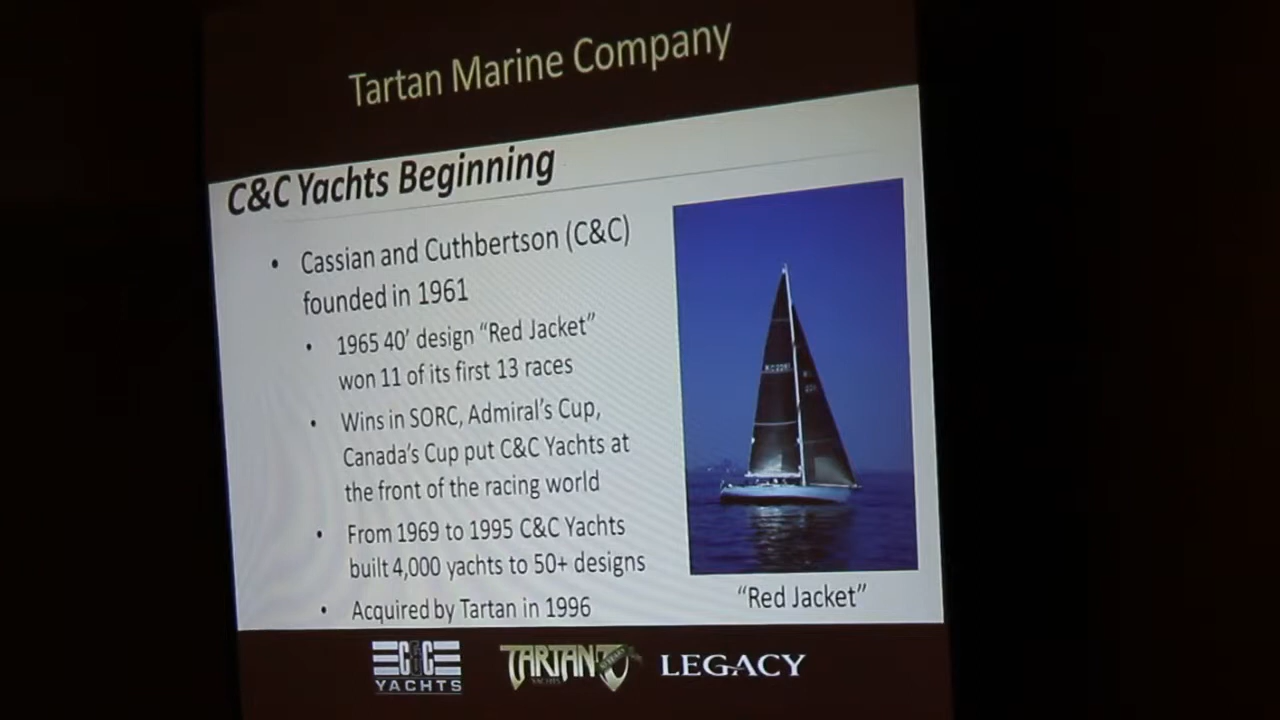 Tartan Marine Company
C&C Yachts Beginning
• Cassian and Cuthbertson (C&C)
founded in 1961
• 1965 40' design “Red Jacket”
won 11 of its first 13 races
• Wins in SORC, Admiral's Cup,
Canada's Cup put C&C Yachts at
the front of the racing world
• From 1969 to 1995 C&C Yachts
built 4,000 yachts to 50+ designs
• Acquired by Tartan in 1996
“Red Jacket”
C&C
YACHTS
TARTAN
YACHTS
LEGACY